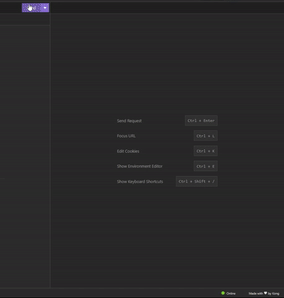 Send Request Ctrl + Enter
Focus URL Ctrl + L
Edit Cookies Ctrl + K
Show Environment Editor Ctrl + E
Show Keyboard Shortcuts Ctrl + Shift + /
Online Made with ♥ by Kong